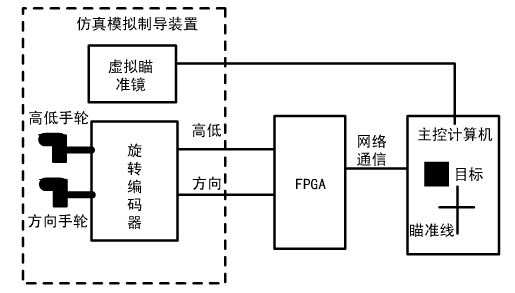 仿真模拟制导装置
虚拟瞄
准镜
高低手轮
方向手轮
旋
转
编
码
器
高低
方向
FPGA
网络
通信
主控计算机
目标
瞄准线